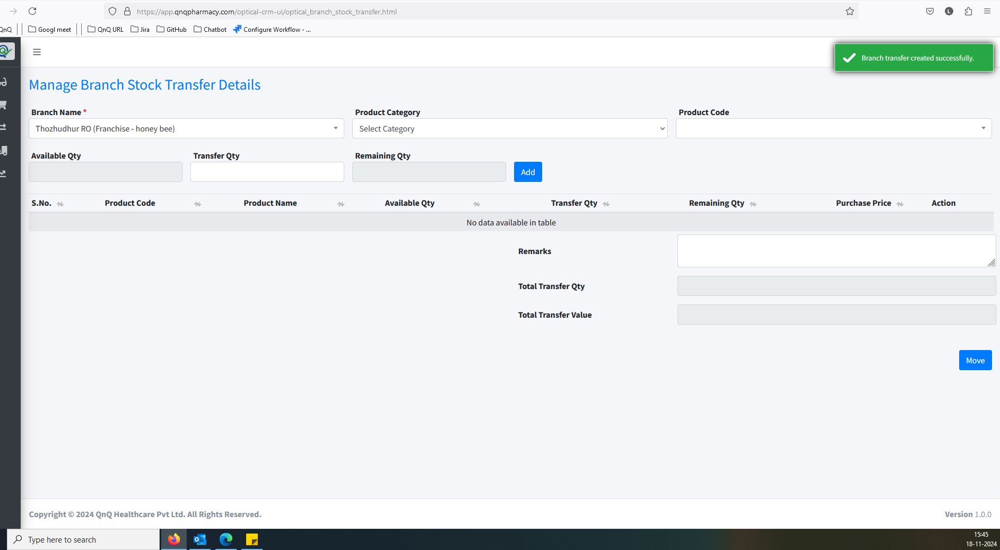 https://app.qnqpharmacy.com/optical-crm-ui/optical_branch_stock_transfer.html
L
QnQ Googl meet QnQ URL Jira GitHub Chatbot Configure Workflow - ...
Branch transfer created successfully.
Manage Branch Stock Transfer Details
Branch Name * Product Category Product Code
Thozhudhur RO (Franchise - honey bee) Select Category
Available Qty Transfer Qty Remaining Qty
Add
S.No. Product Code Product Name Available Qty Transfer Qty Remaining Qty Purchase Price Action
No data available in table
Remarks
Total Transfer Qty
Total Transfer Value
Move
Copyright © 2024 QnQ Healthcare Pvt Ltd. All Rights Reserved. Version 1.0.0
Type here to search
15:45
18-11-2024